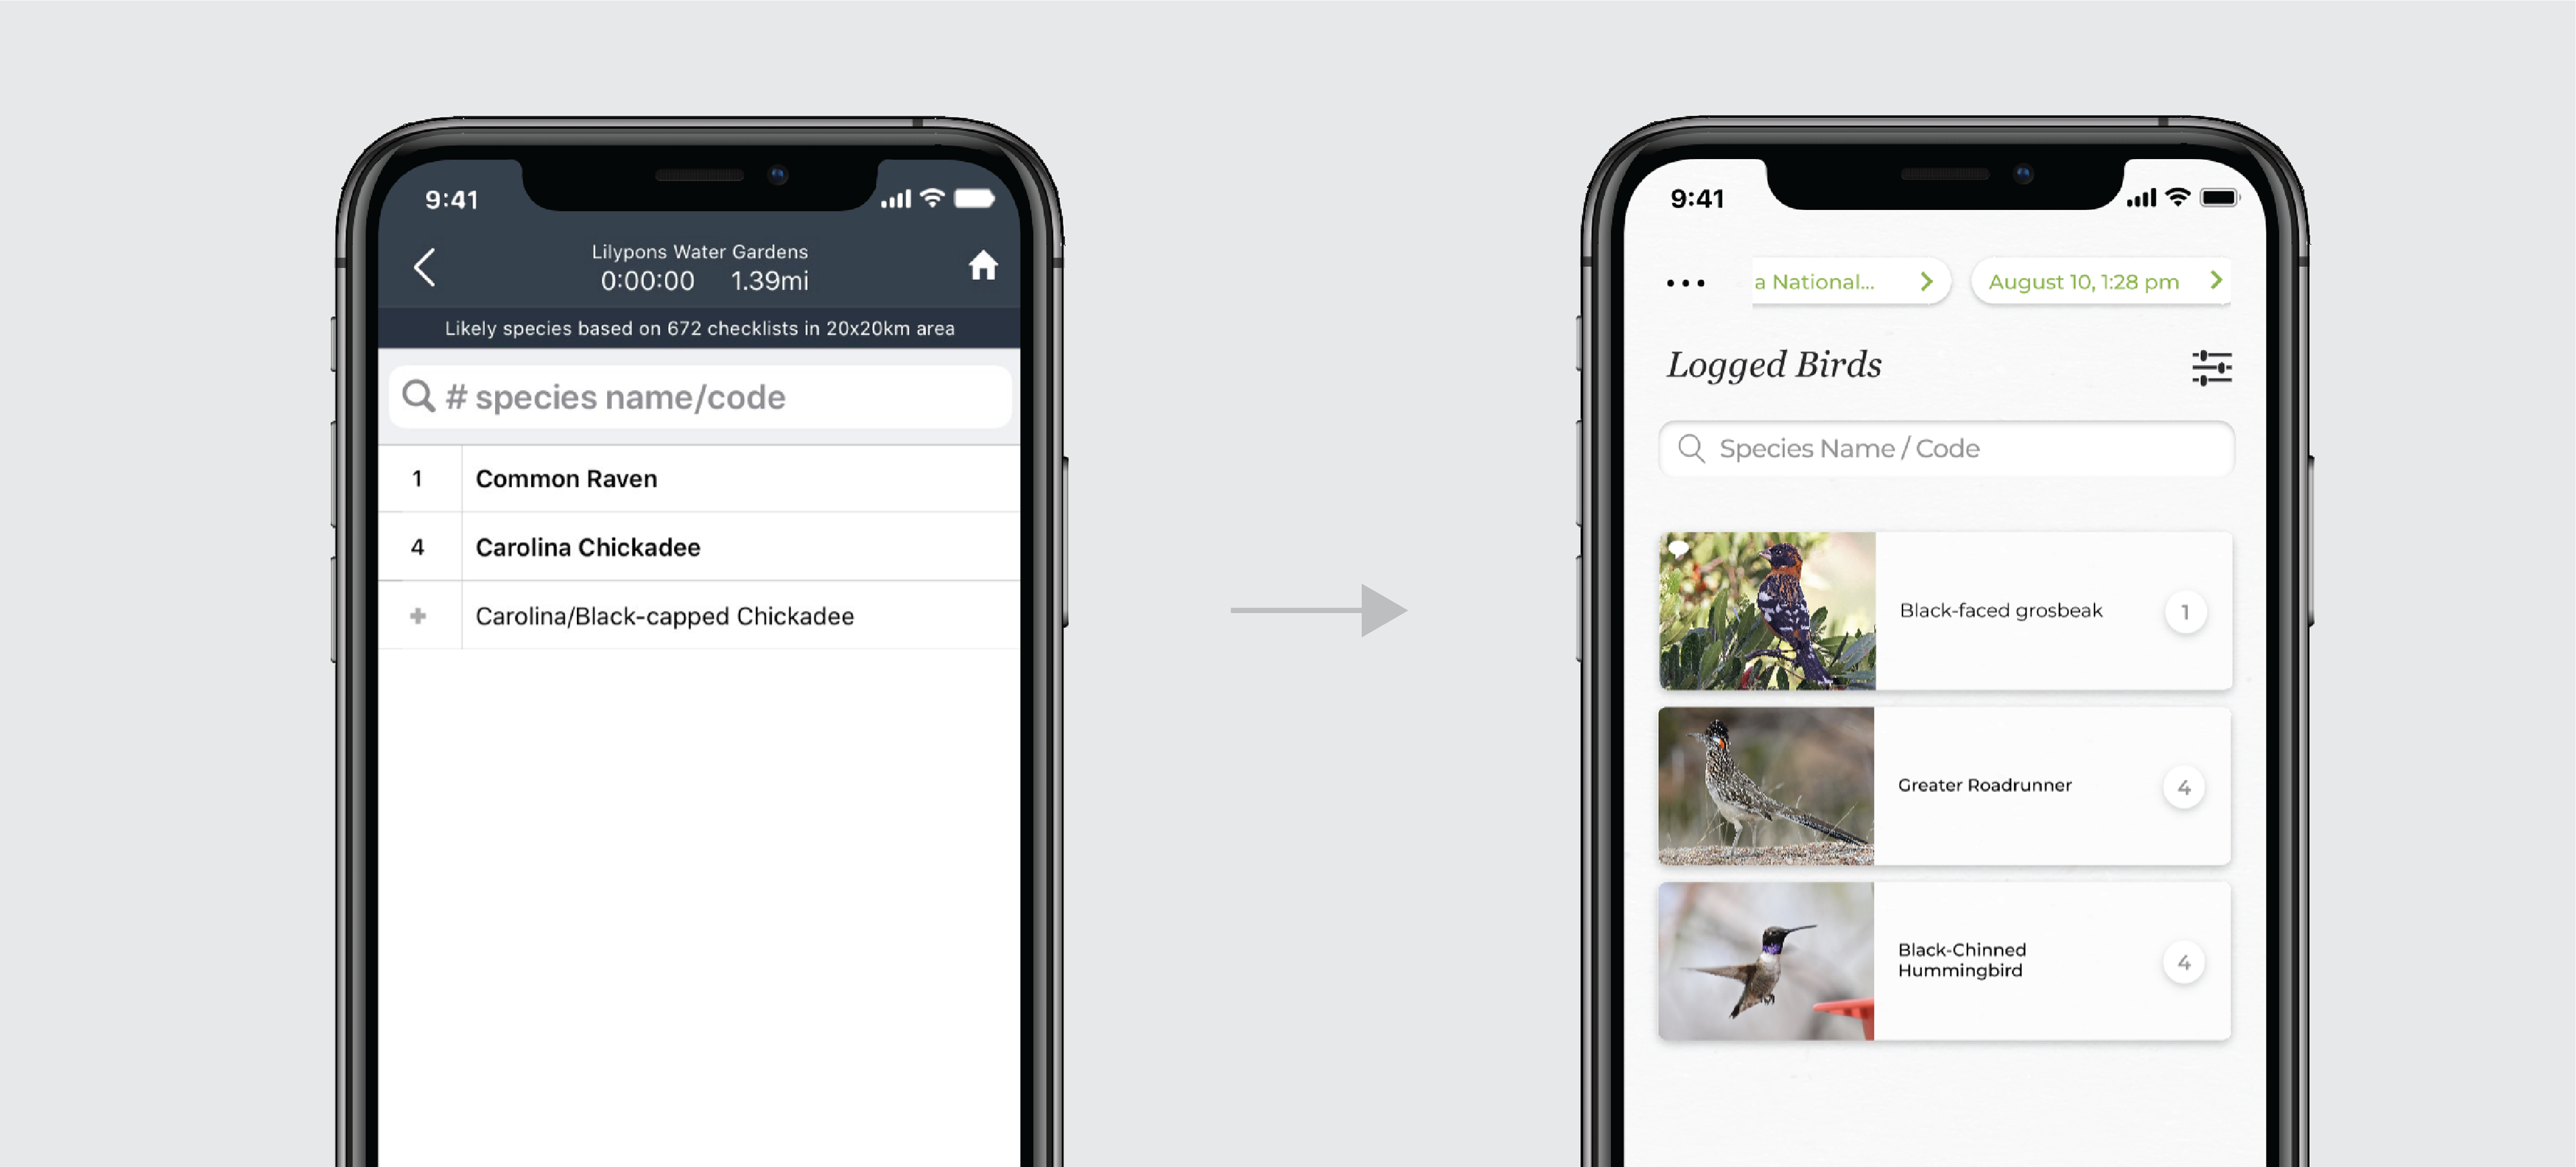 9:41
Lilypons Water Gardens
0:00:00 1.39mi
Likely species based on 672 checklists in 20x20km area
# species name/code
1 Common Raven
4 Carolina Chickadee
+ Carolina/Black-capped Chickadee
9:41
a National... August 10, 1:28 pm
Logged Birds
Species Name / Code
Black-faced grosbeak 1
Greater Roadrunner 4
Black-Chinned
Hummingbird 4